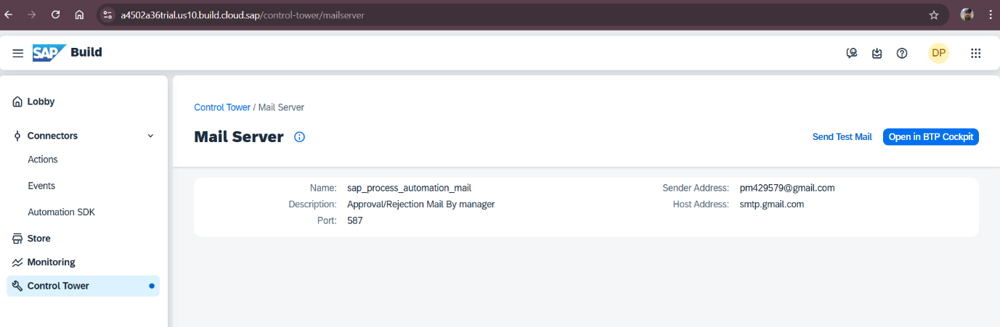 a4502a36trial.us10.build.cloud.sap/control-tower/mailserver
SAP Build
DP
Lobby
Connectors
Actions
Events
Automation SDK
Store
Monitoring
Control Tower
Control Tower / Mail Server
Mail Server
Send Test Mail Open in BTP Cockpit
Name: sap_process_automation_mail Sender Address: pm429579@gmail.com
Description: Approval/Rejection Mail By manager Host Address: smtp.gmail.com
Port: 587